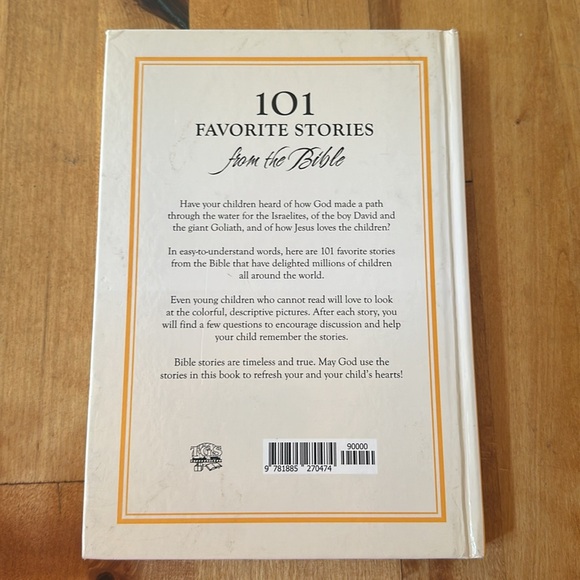 101
FAVORITE STORIES
from the Bible
Have your children heard of how God made a path
through the water for the Israelites, of the boy David and
the giant Goliath, and of how Jesus loves the children?
In easy-to-understand words, here are 101 favorite stories
from the Bible that have delighted millions of children
all around the world.
Even young children who cannot read will love to look
at the colorful, descriptive pictures. After each story, you
will find a few questions to encourage discussion and help
your child remember the stories.
Bible stories are timeless and true. May God use the
stories in this book to refresh your and your child's hearts!
TGS
90000
9 781885 270474